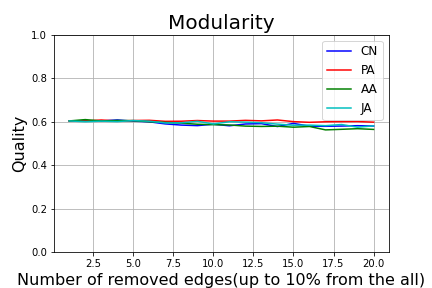 Modularity
1.0
0.8
0.6
0.4
0.2
0.0
Quality
CN
PA
AA
JA
2.5 5.0 7.5 10.0 12.5 15.0 17.5 20.0
Number of removed edges(up to 10% from the all)